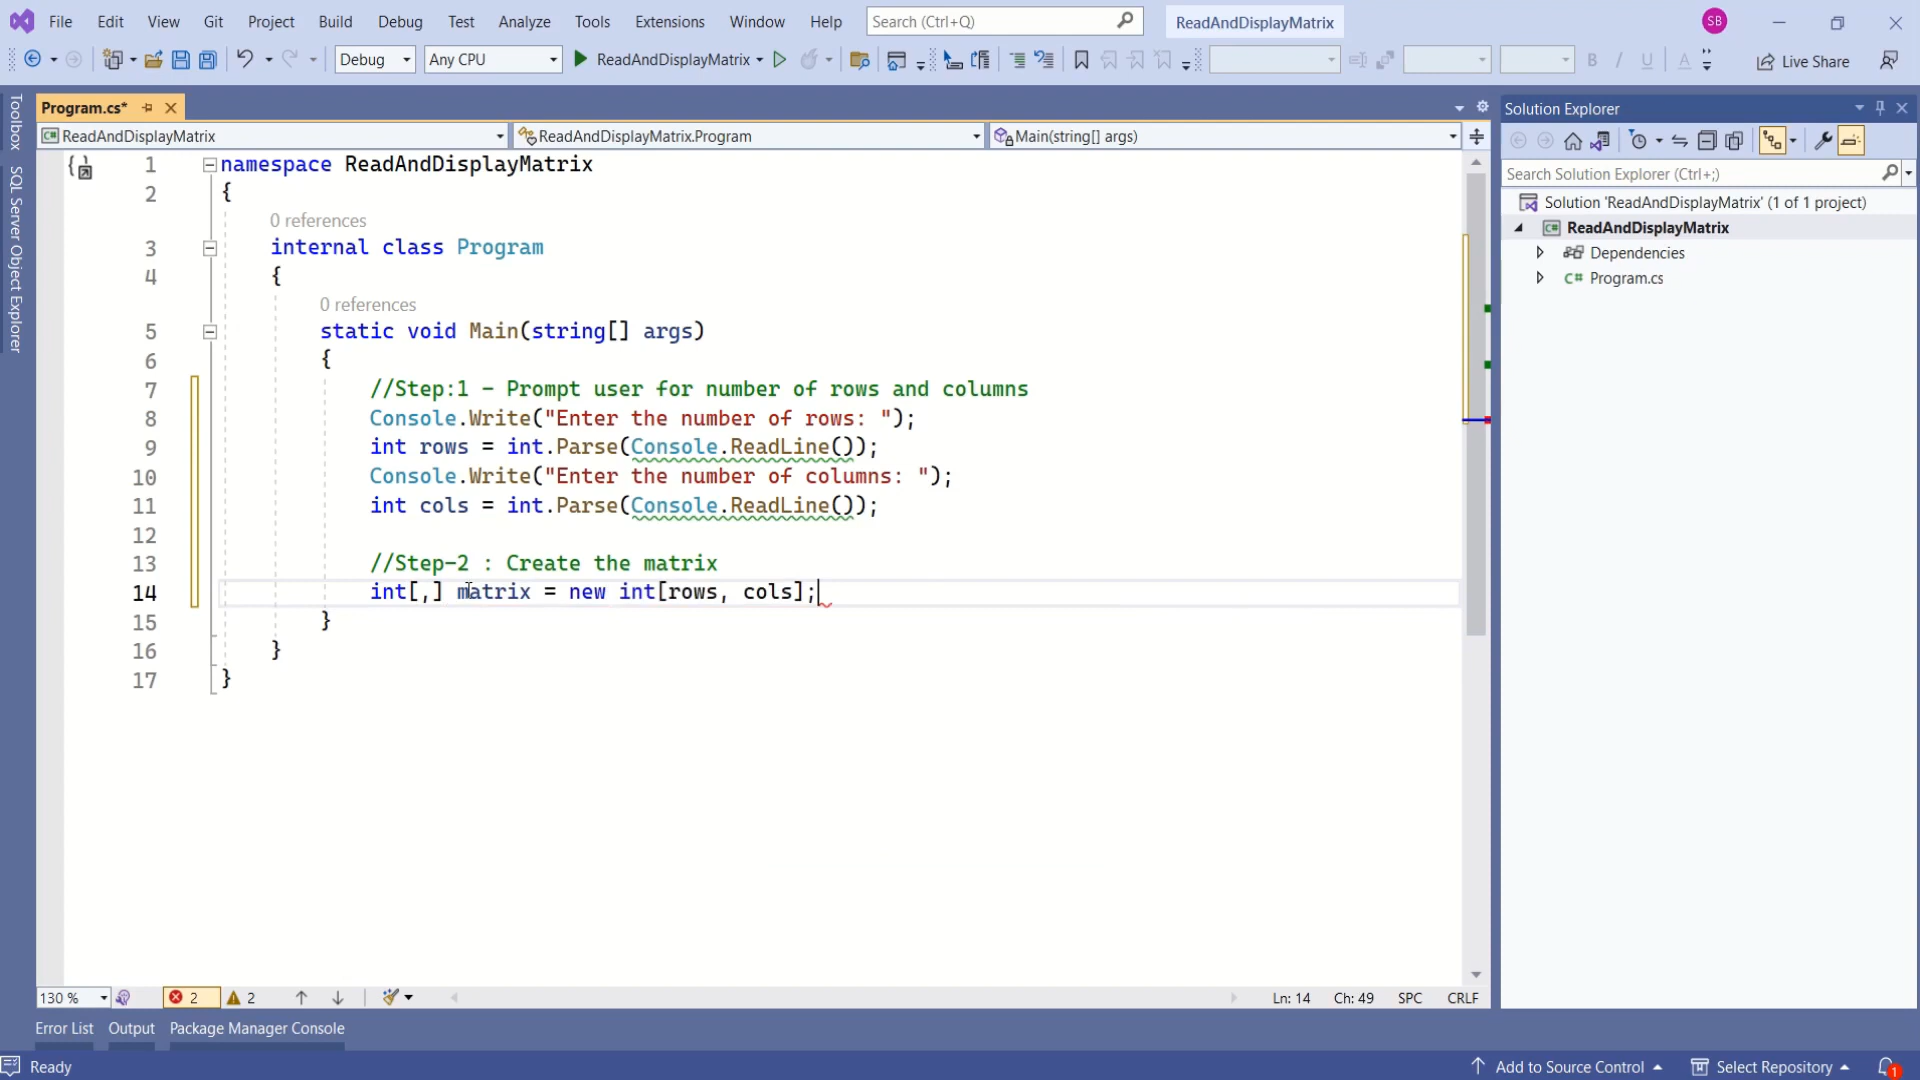 File Edit View Git Project Build Debug Test Analyze Tools Extensions Window Help Search (Ctrl+Q) ReadAndDisplayMatrix SB
Debug Any CPU ReadAndDisplayMatrix Live Share
Program.cs*
ReadAndDisplayMatrix ReadAndDisplayMatrix.Program Main(string[] args)
Toolbox
SQL Server Object Explorer
1 namespace ReadAndDisplayMatrix
2 {
0 references
3 internal class Program
4 {
0 references
5 static void Main(string[] args)
6 {
7 //Step:1 - Prompt user for number of rows and columns
8 Console.Write("Enter the number of rows: ");
9 int rows = int.Parse(Console.ReadLine());
10 Console.Write("Enter the number of columns: ");
11 int cols = int.Parse(Console.ReadLine());
12
13 //Step-2 : Create the matrix
14 int[,] matrix = new int[rows, cols];
15 }
16 }
17 }
Solution Explorer
Search Solution Explorer (Ctrl+;)
Solution 'ReadAndDisplayMatrix' (1 of 1 project)
ReadAndDisplayMatrix
Dependencies
C# Program.cs
130 % 2 2 Ln: 14 Ch: 49 SPC CRLF
Error List Output Package Manager Console
Ready Add to Source Control Select Repository 1